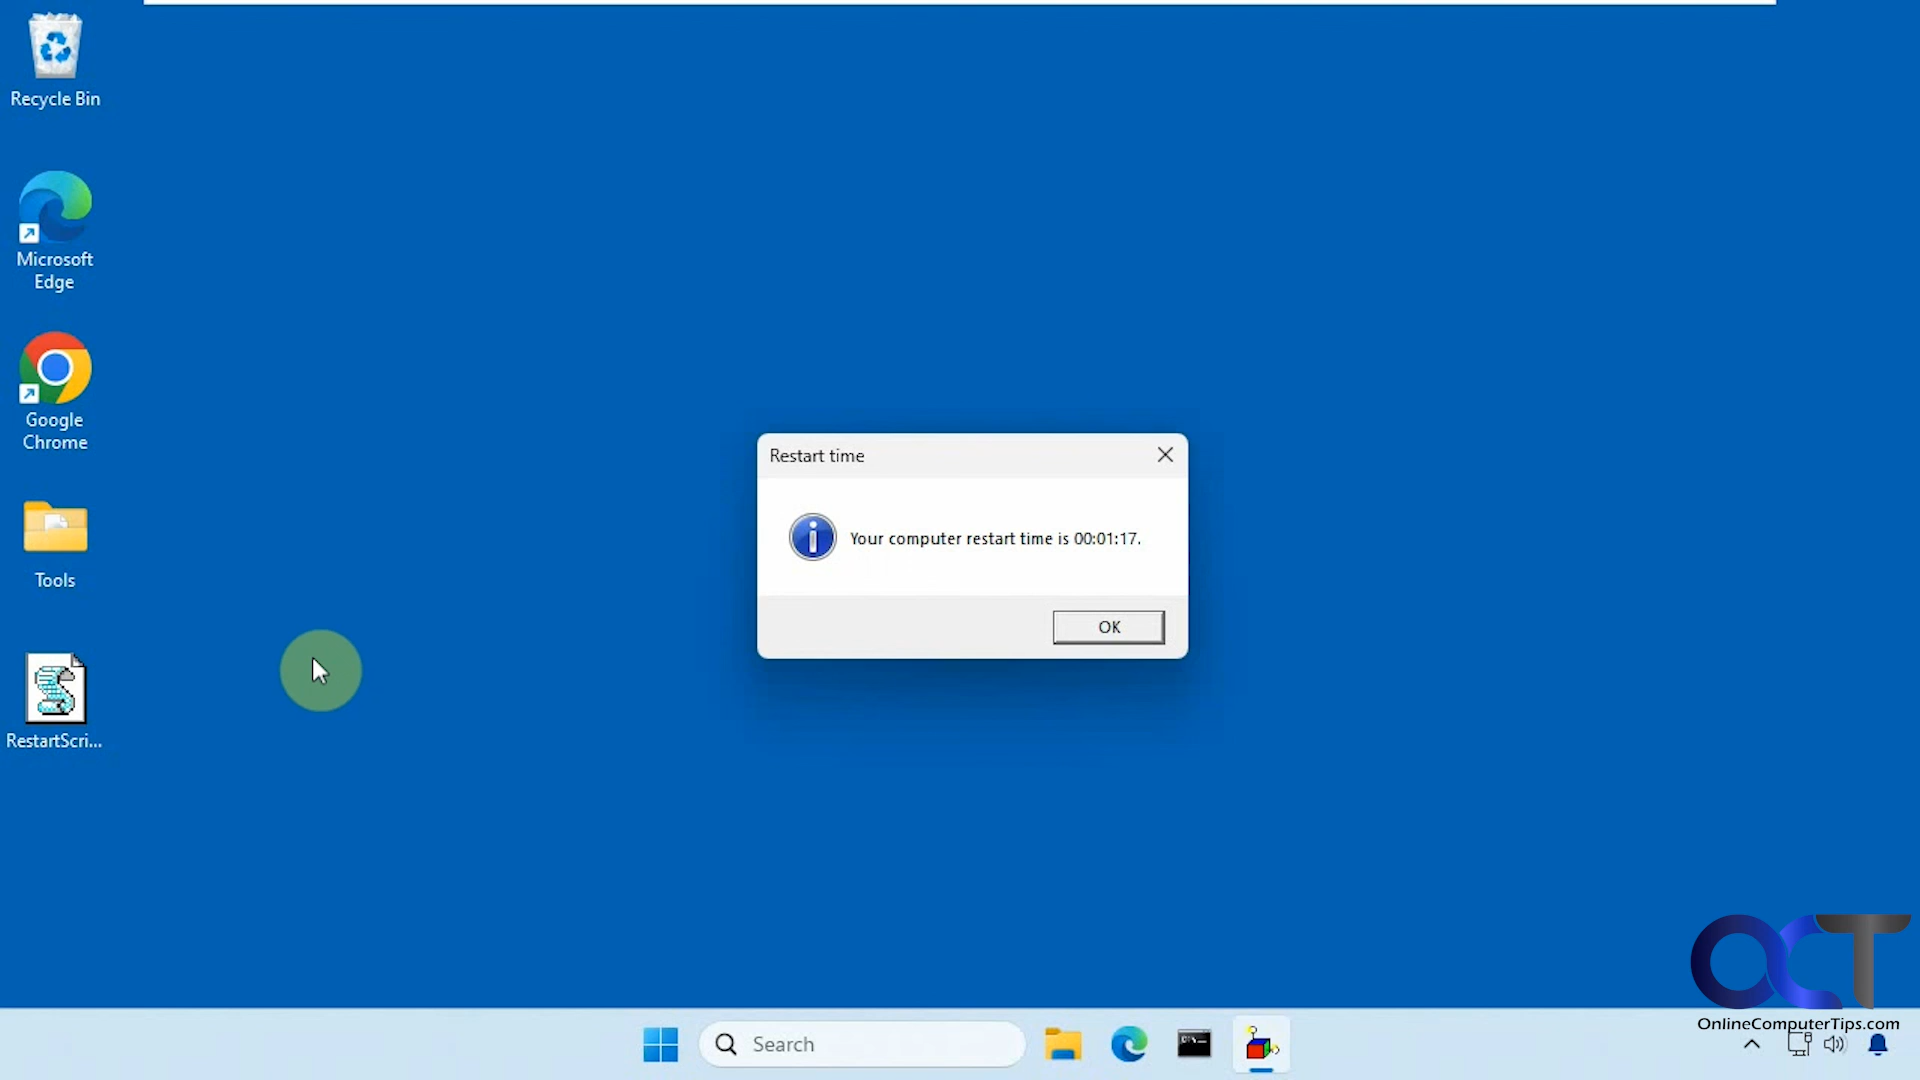 Recycle Bin
Microsoft
Edge
Google
Chrome
Tools
RestartScri...
Restart time
Your computer restart time is 00:01:17.
OK
Search
OCT
OnlineComputerTips.com